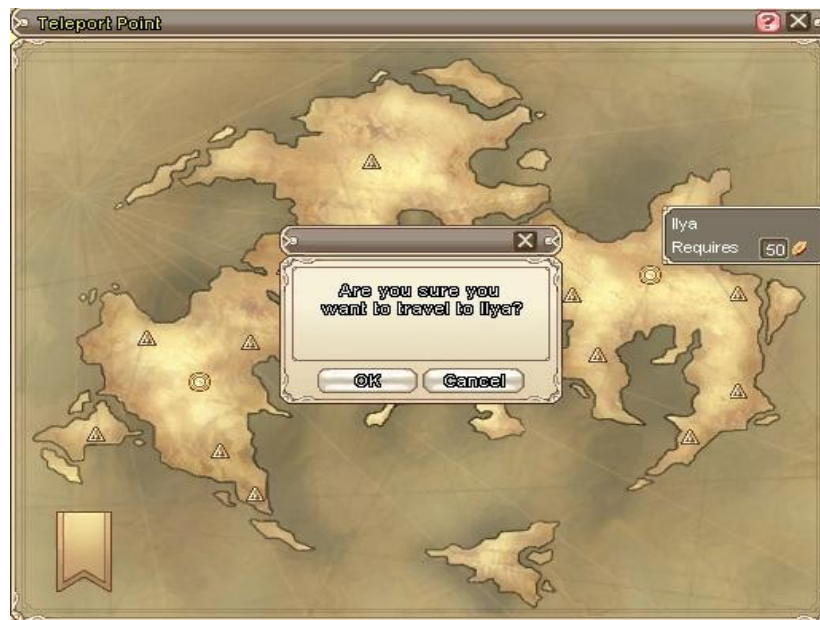 Teleport Point
Ilya
Requires 50
Are you sure you
want to travel to Ilya?
OK Cancel